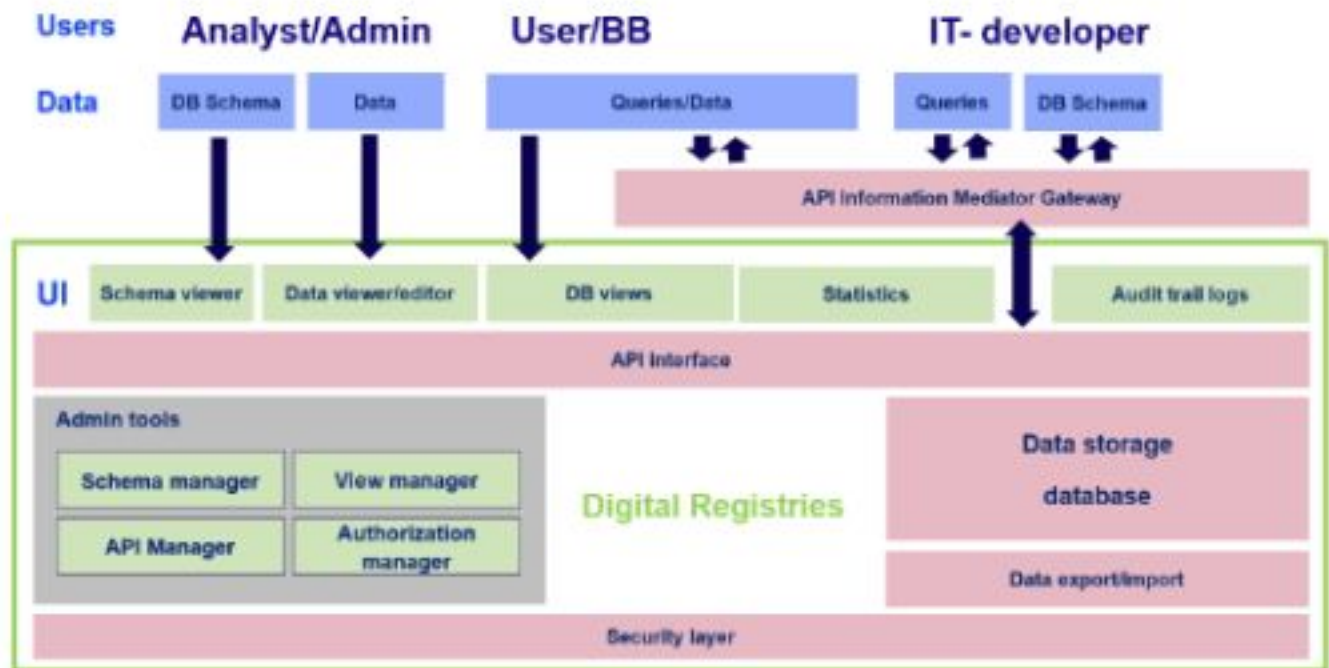 Users Analyst/Admin User/BB IT- developer
Data DB Schema Data Queries/Data Queries DB Schema
API Information Mediator Gateway
UI Schema viewer Data viewer/editor DB views Statistics Audit trail logs
API Interface
Admin tools
Schema manager View manager
API Manager Authorization
manager
Digital Registries
Data storage
database
Data export/import
Security layer